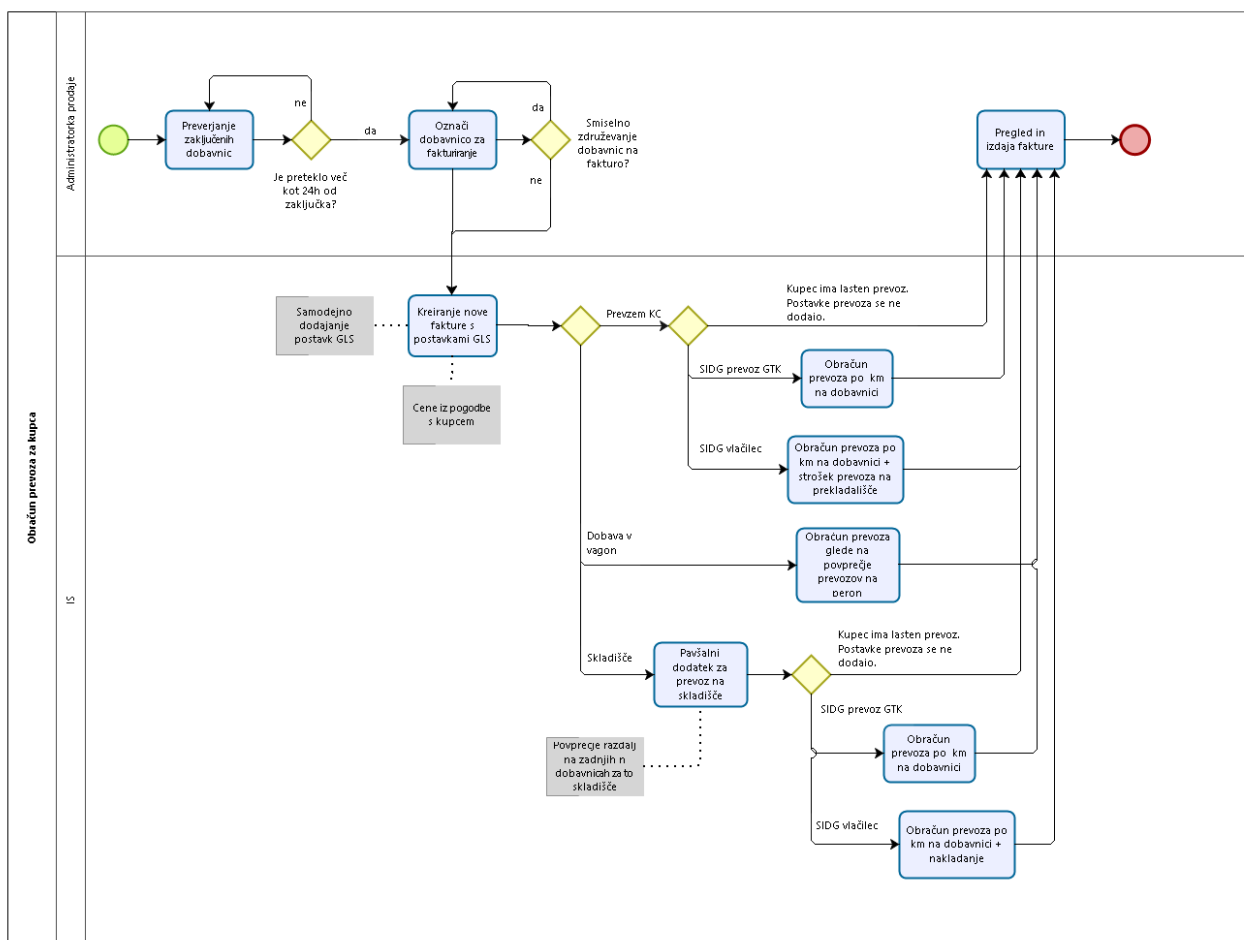 Obračun prevoza za kupca
Administratorka prodaje
Preverjanje
zaključenih
dobavnic
ne
Je preteklo več
kot 24h od
zaključka?
da
Označi
dobavnico za
fakturiranje
da
ne
Smiselno
združevanje
dobavnic na
fakturo?
Pregled in
izdaja fakture
IS
Samodejno
dodajanje
postavk GLS
Kreiranje nove
fakture s
postavkami GLS
Cene iz pogodbe
s kupcem
Prevzem KC
Kupec ima lasten prevoz.
Postavke prevoza se ne
dodajo.
SIDG prevoz GTK
Obračun
prevoza po km
na dobavnici
SIDG vlačilec
Obračun prevoza po
km na dobavnici +
strošek prevoza na
prekladališče
Dobava v
vagon
Obračun prevoza
glede na
povprečje
prevozov na
peron
Skladišče
Pavšalni
dodatek za
prevoz na
skladišče
Povprečje razdalj
na zadnjih n
dobavnicah za to
skladišče
Kupec ima lasten prevoz.
Postavke prevoza se ne
dodajo.
SIDG prevoz GTK
Obračun
prevoza po km
na dobavnici
SIDG vlačilec
Obračun prevoza po
km na dobavnici +
nakladanje